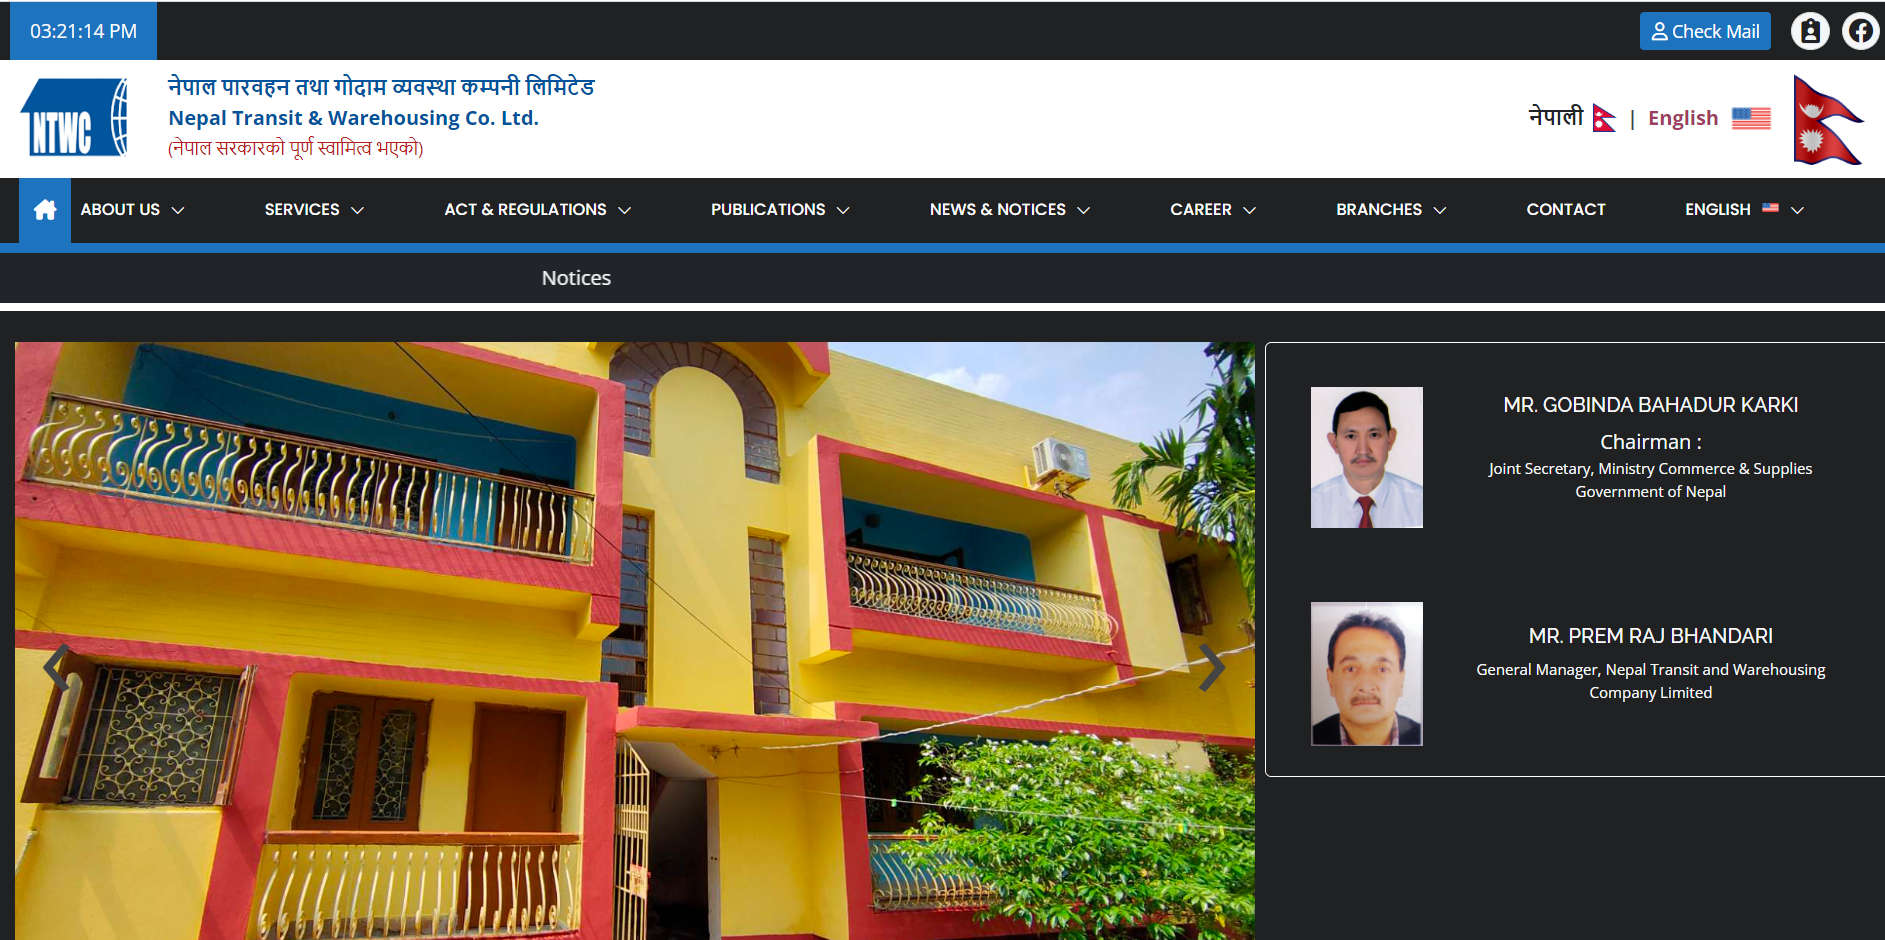 03:21:14 PM
Check Mail
NTWC
नेपाल पारवहन तथा गोदाम व्यवस्था कम्पनी लिमिटेड
Nepal Transit & Warehousing Co. Ltd.
(नेपाल सरकारको पूर्ण स्वामित्व भएको)
नेपाली | English
ABOUT US SERVICES ACT & REGULATIONS PUBLICATIONS NEWS & NOTICES CAREER BRANCHES CONTACT ENGLISH
Notices
MR. GOBINDA BAHADUR KARKI
Chairman :
Joint Secretary, Ministry Commerce & Supplies
Government of Nepal
MR. PREM RAJ BHANDARI
General Manager, Nepal Transit and Warehousing
Company Limited